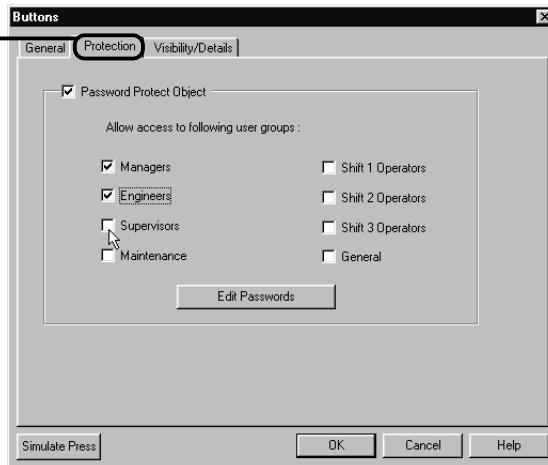 Buttons
General Protection Visibility/Details
Password Protect Object
Allow access to following user groups :
Managers Shift 1 Operators
Engineers Shift 2 Operators
Supervisors Shift 3 Operators
Maintenance General
Edit Passwords
Simulate Press OK Cancel Help